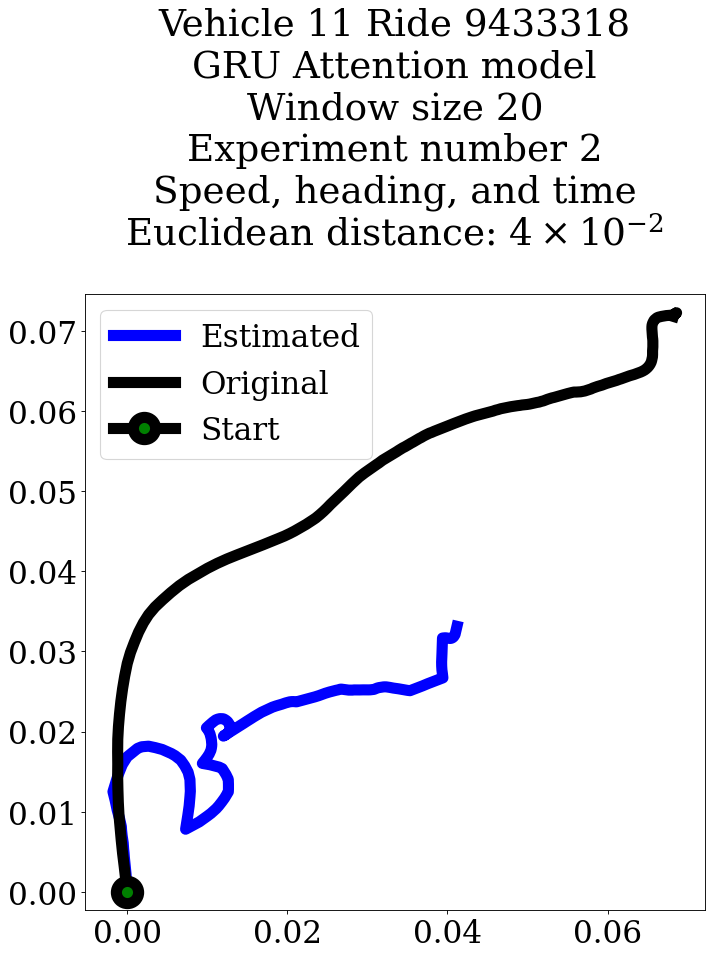 Vehicle 11 Ride 9433318
GRU Attention model
Window size 20
Experiment number 2
Speed, heading, and time
Euclidean distance: 4 × 10⁻²
Estimated
Original
Start
0.07
0.06
0.05
0.04
0.03
0.02
0.01
0.00
0.00 0.02 0.04 0.06